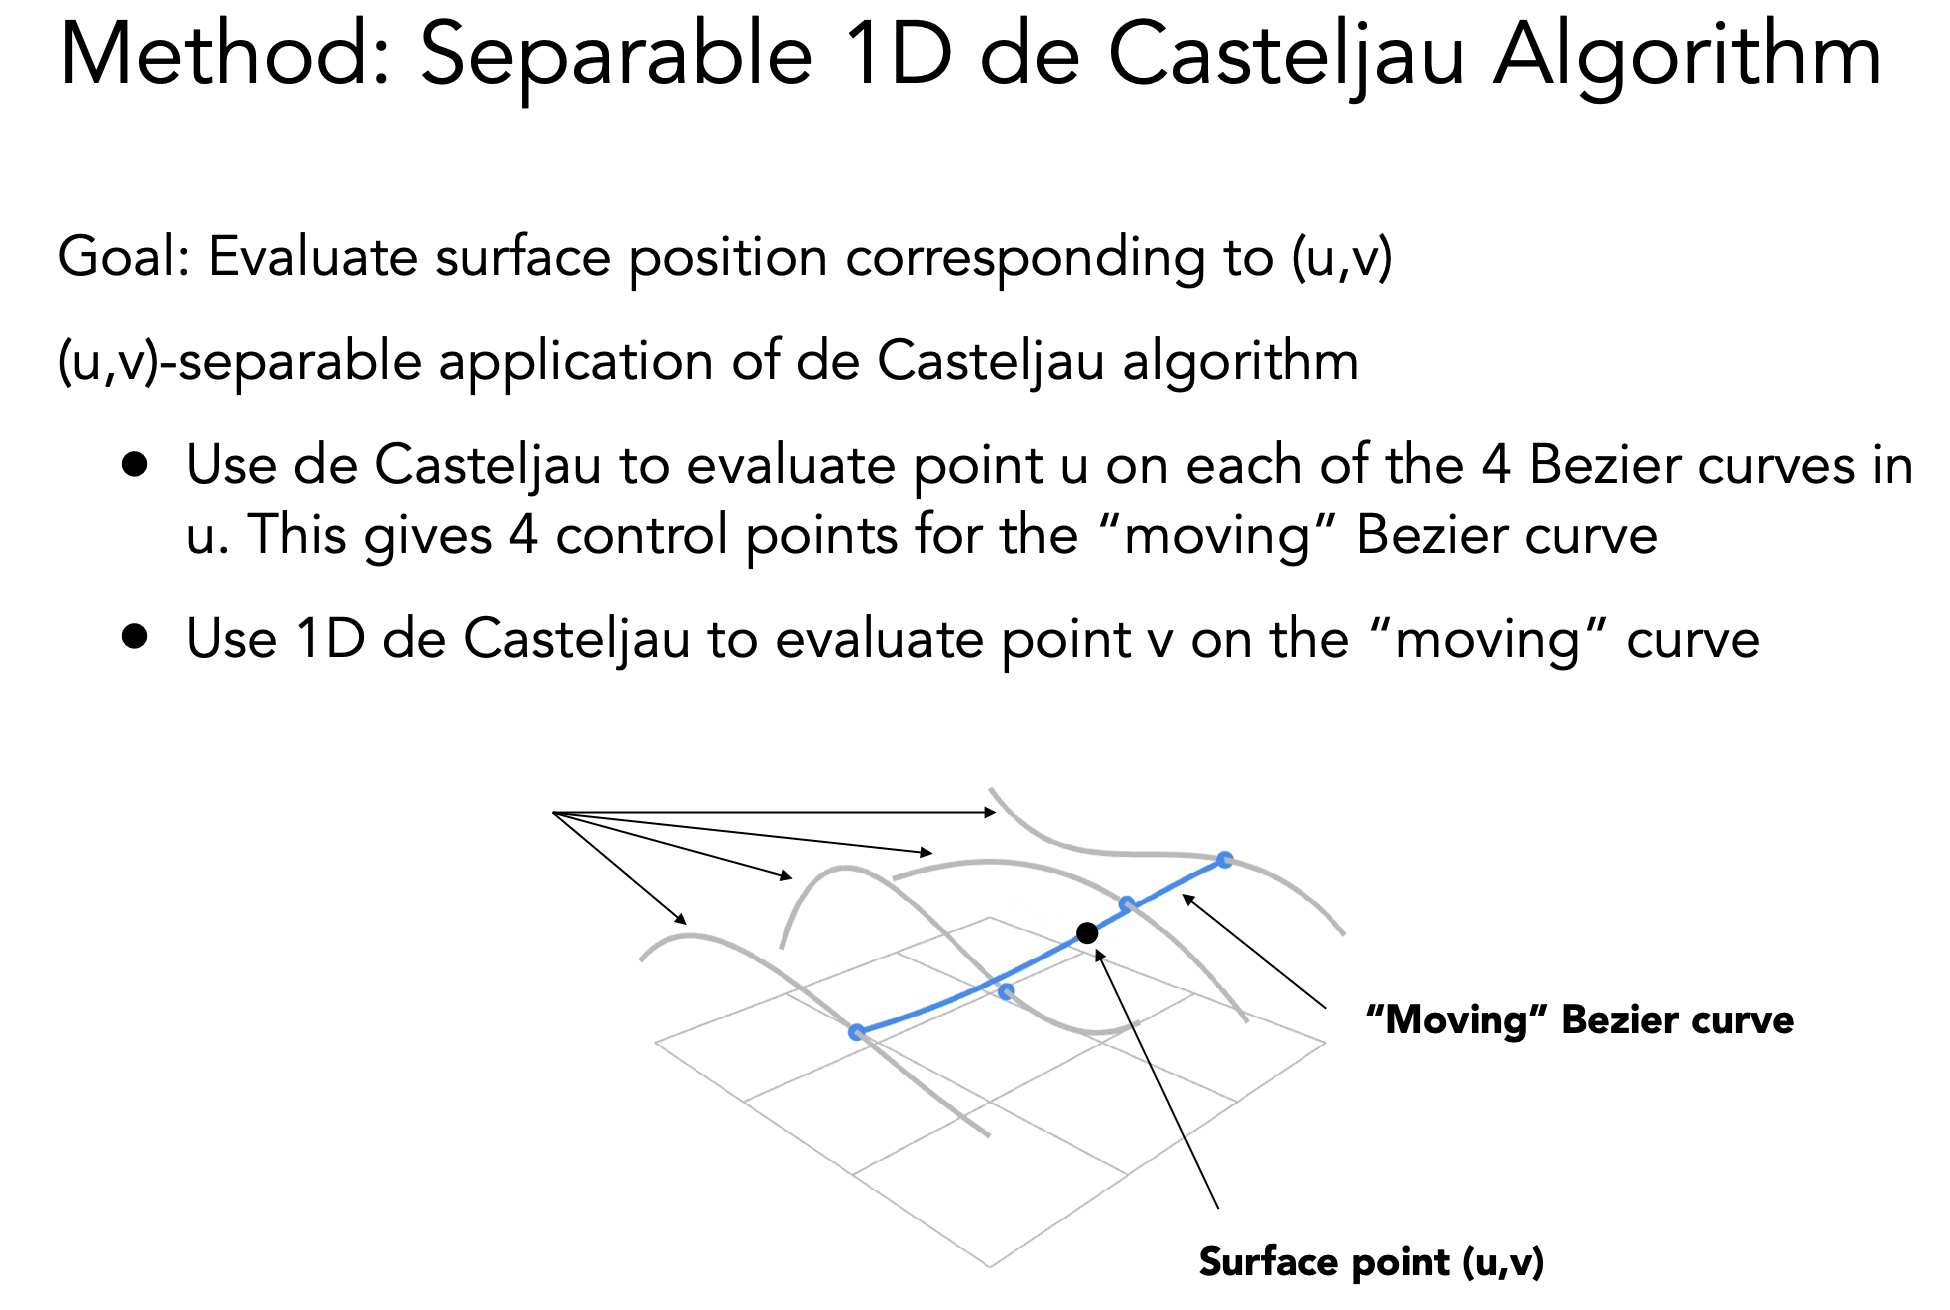 Method: Separable 1D de Casteljau Algorithm
Goal: Evaluate surface position corresponding to (u,v)
(u,v)-separable application of de Casteljau algorithm
● Use de Casteljau to evaluate point u on each of the 4 Bezier curves in
u. This gives 4 control points for the “moving” Bezier curve
● Use 1D de Casteljau to evaluate point v on the “moving” curve
“Moving” Bezier curve
Surface point (u,v)